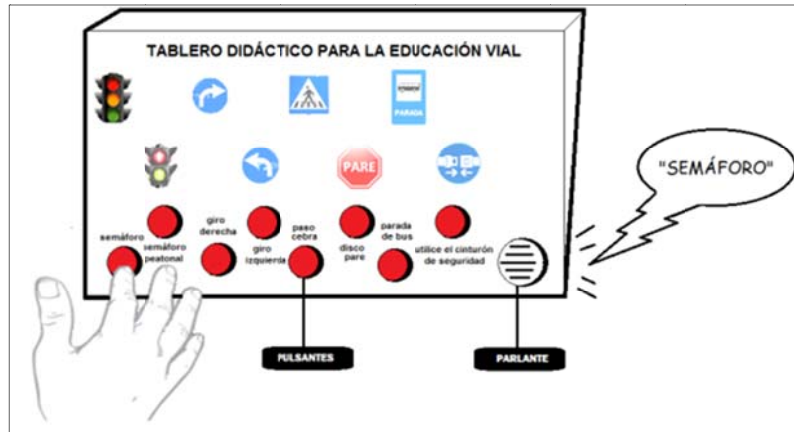 TABLERO DIDÁCTICO PARA LA EDUCACIÓN VIAL
PARADA
PARE
"SEMÁFORO"
semáforo
semáforo
peatonal
giro
derecha
giro
izquierda
paso
cebra
disco
pare
parada
de bus
utilice el cinturón
de seguridad
PULSANTES
PARLANTE